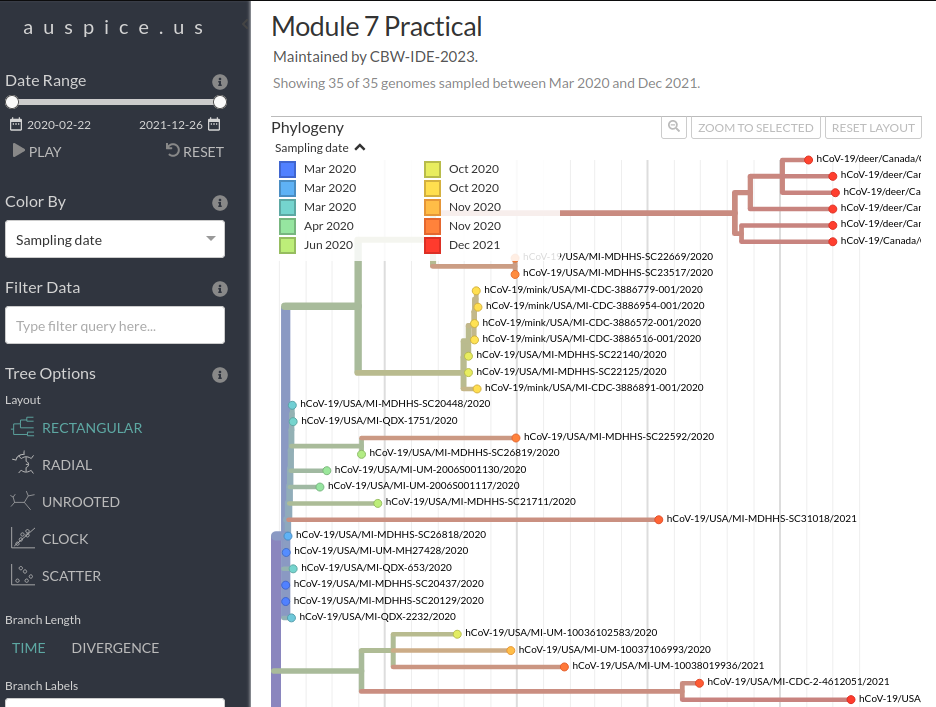 auspice.us
Date Range
2020-02-22
2021-12-26
PLAY
RESET
Color By
Sampling date
Filter Data
Type filter query here...
Tree Options
Layout
RECTANGULAR
RADIAL
UNROOTED
CLOCK
SCATTER
Branch Length
TIME
DIVERGENCE
Branch Labels
Module 7 Practical
Maintained by CBW-IDE-2023.
Showing 35 of 35 genomes sampled between Mar 2020 and Dec 2021.
Phylogeny
ZOOM TO SELECTED
RESET LAYOUT
Sampling date
Mar 2020
Mar 2020
Mar 2020
Apr 2020
Jun 2020
Oct 2020
Oct 2020
Nov 2020
Nov 2020
Dec 2021
hCoV-19/deer/Canada/
hCoV-19/deer/Ca
hCoV-19/deer/Ca
hCoV-19/deer/Car
hCoV-19/deer/Car
hCoV-19/Canada/
hCoV-19/USA/MI-MDHHS-SC22669/2020
hCoV-19/USA/MI-MDHHS-SC23517/2020
hCoV-19/mink/USA/MI-CDC-3886779-001/2020
hCoV-19/mink/USA/MI-CDC-3886954-001/2020
hCoV-19/mink/USA/MI-CDC-3886572-001/2020
hCoV-19/mink/USA/MI-CDC-3886516-001/2020
hCoV-19/USA/MI-MDHHS-SC22140/2020
hCoV-19/USA/MI-MDHHS-SC22125/2020
hCoV-19/mink/USA/MI-CDC-3886891-001/2020
hCoV-19/USA/MI-MDHHS-SC20448/2020
hCoV-19/USA/MI-QDX-1751/2020
hCoV-19/USA/MI-MDHHS-SC22592/2020
hCoV-19/USA/MI-MDHHS-SC26819/2020
hCoV-19/USA/MI-UM-2006S001130/2020
hCoV-19/USA/MI-UM-2006S001117/2020
hCoV-19/USA/MI-MDHHS-SC21711/2020
hCoV-19/USA/MI-MDHHS-SC31018/2021
hCoV-19/USA/MI-MDHHS-SC26818/2020
hCoV-19/USA/MI-UM-MH27428/2020
hCoV-19/USA/MI-QDX-653/2020
hCoV-19/USA/MI-MDHHS-SC20437/2020
hCoV-19/USA/MI-MDHHS-SC20129/2020
hCoV-19/USA/MI-QDX-2232/2020
hCoV-19/USA/MI-UM-10036102583/2020
hCoV-19/USA/MI-UM-10037106993/2020
hCoV-19/USA/MI-UM-10038019936/2021
hCoV-19/USA/MI-CDC-2-4612051/2021
hCoV-19/USA